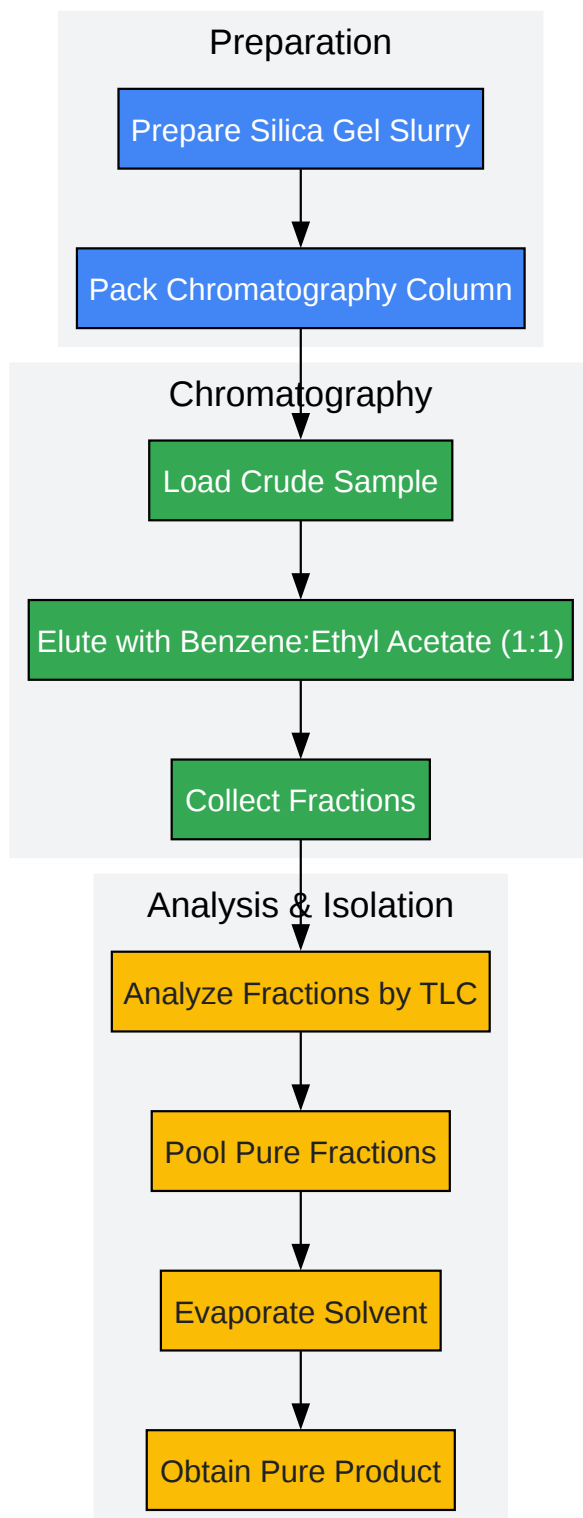 Preparation
Prepare Silica Gel Slurry
Pack Chromatography Column
Chromatography
Load Crude Sample
Elute with Benzene:Ethyl Acetate (1:1)
Collect Fractions
Analysis & Isolation
Analyze Fractions by TLC
Pool Pure Fractions
Evaporate Solvent
Obtain Pure Product